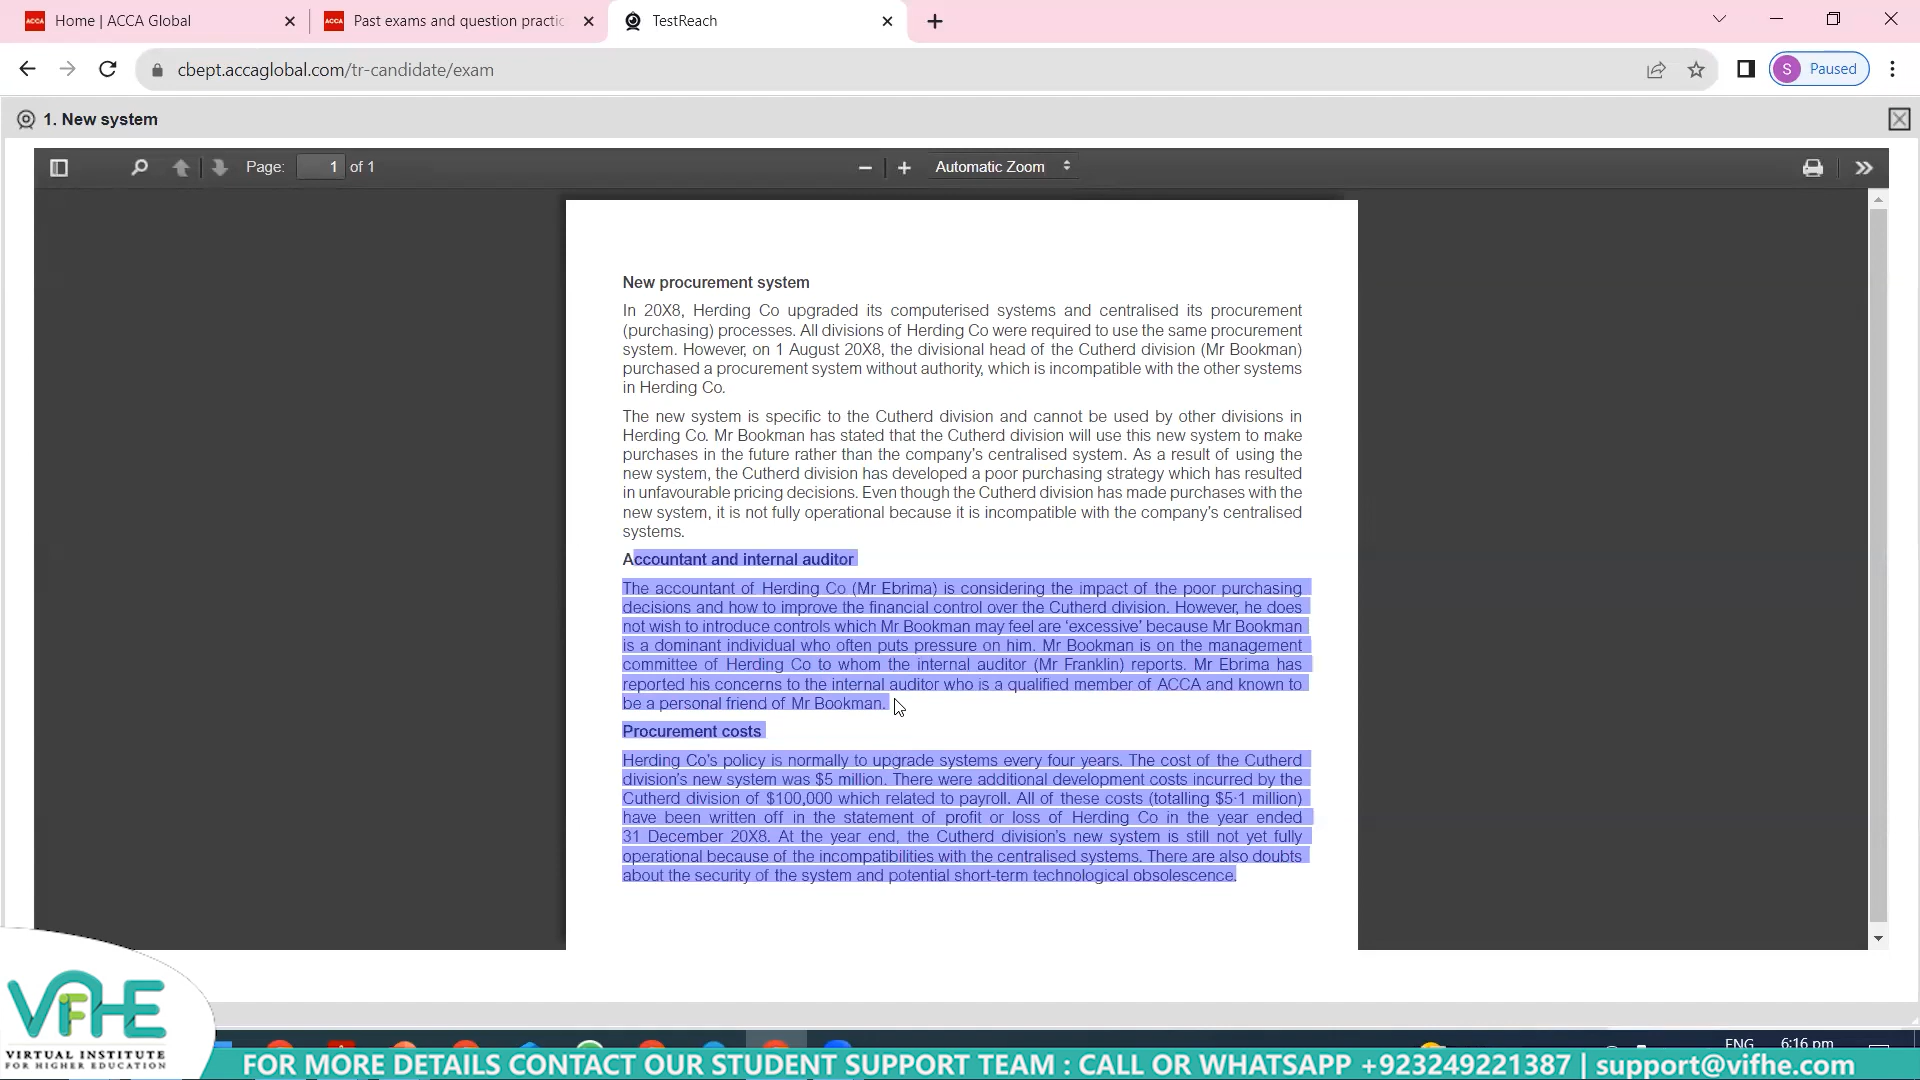 Home | ACCA Global
Past exams and question practic
TestReach
cbept.accaglobal.com/tr-candidate/exam
S Paused
1. New system
Page: 1 of 1
Automatic Zoom
New procurement system
In 20X8, Herding Co upgraded its computerised systems and centralised its procurement
(purchasing) processes. All divisions of Herding Co were required to use the same procurement
system. However, on 1 August 20X8, the divisional head of the Cutherd division (Mr Bookman)
purchased a procurement system without authority, which is incompatible with the other systems
in Herding Co.
The new system is specific to the Cutherd division and cannot be used by other divisions in
Herding Co. Mr Bookman has stated that the Cutherd division will use this new system to make
purchases in the future rather than the company's centralised system. As a result of using the
new system, the Cutherd division has developed a poor purchasing strategy which has resulted
in unfavourable pricing decisions. Even though the Cutherd division has made purchases with the
new system, it is not fully operational because it is incompatible with the company's centralised
systems.
Accountant and internal auditor
The accountant of Herding Co (Mr Ebrima) is considering the impact of the poor purchasing
decisions and how to improve the financial control over the Cutherd division. However, he does
not wish to introduce controls which Mr Bookman may feel are 'excessive' because Mr Bookman
is a dominant individual who often puts pressure on him. Mr Bookman is on the management
committee of Herding Co to whom the internal auditor (Mr Franklin) reports. Mr Ebrima has
reported his concerns to the internal auditor who is a qualified member of ACCA and known to
be a personal friend of Mr Bookman.
Procurement costs
Herding Co's policy is normally to upgrade systems every four years. The cost of the Cutherd
division's new system was $5 million. There were additional development costs incurred by the
Cutherd division of $100,000 which related to payroll. All of these costs (totalling $5·1 million)
have been written off in the statement of profit or loss of Herding Co in the year ended
31 December 20X8. At the year end, the Cutherd division's new system is still not yet fully
operational because of the incompatibilities with the centralised systems. There are also doubts
about the security of the system and potential short-term technological obsolescence.
VFHE
VIRTUAL INSTITUTE
FOR HIGHER EDUCATION
ENG 6:16 pm
FOR MORE DETAILS CONTACT OUR STUDENT SUPPORT TEAM : CALL OR WHATSAPP +923249221387 | support@vifhe.com